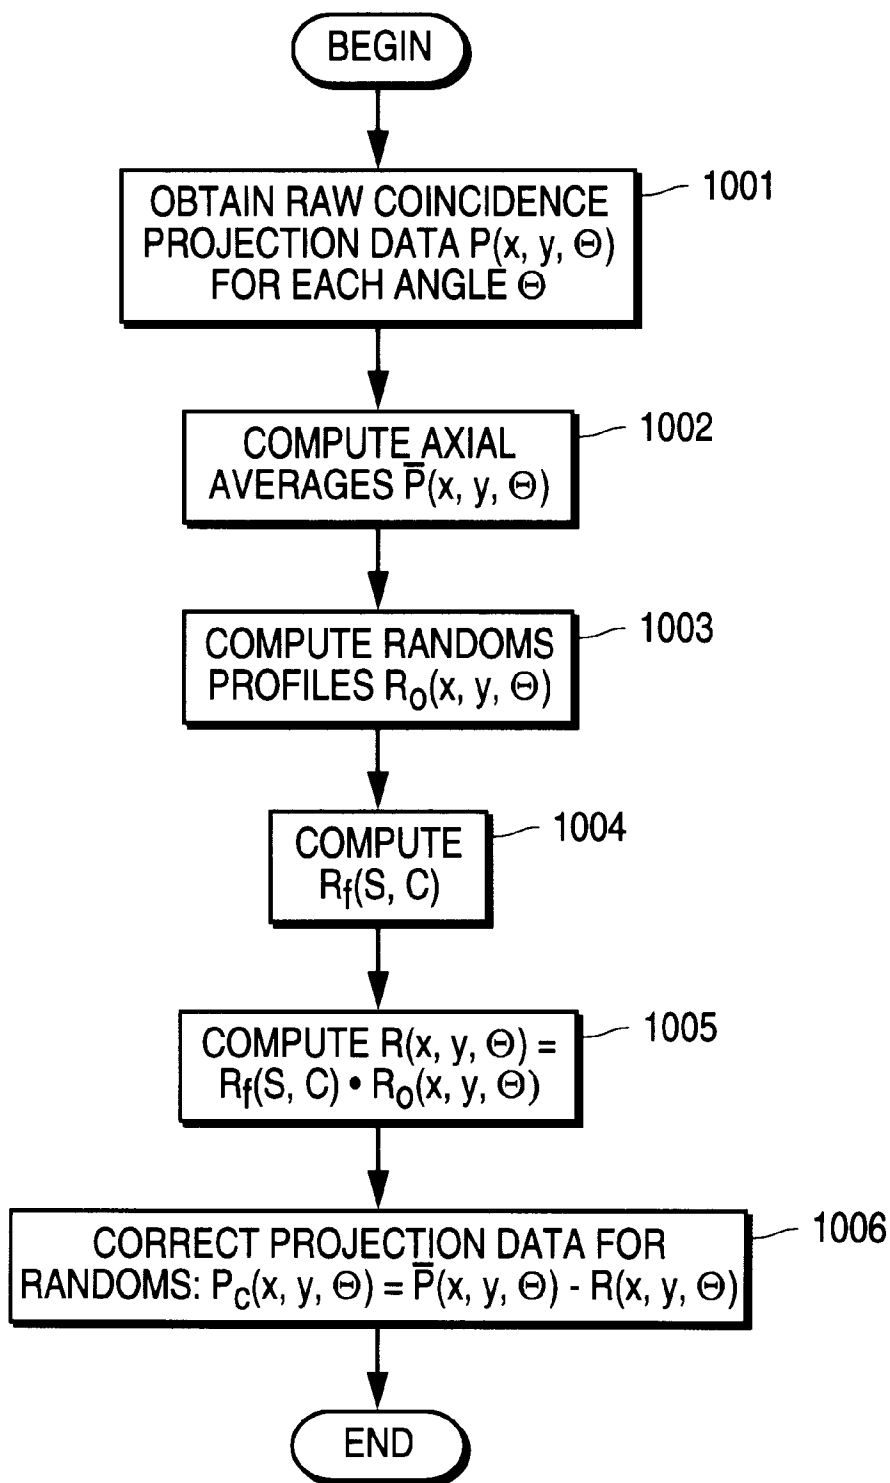 BEGIN
OBTAIN RAW COINCIDENCE
PROJECTION DATA P(x, y, Θ)
FOR EACH ANGLE Θ
1001
COMPUTE AXIAL
AVERAGES P̅(x, y, Θ)
1002
COMPUTE RANDOMS
PROFILES R₀(x, y, Θ)
1003
COMPUTE
Rf(S, C)
1004
COMPUTE R(x, y, Θ) =
Rf(S, C) • R₀(x, y, Θ)
1005
CORRECT PROJECTION DATA FOR
RANDOMS: Pc(x, y, Θ) = P̅(x, y, Θ) - R(x, y, Θ)
1006
END